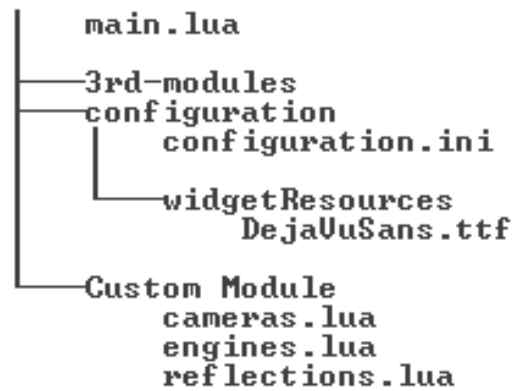 main.lua
3rd-modules
configuration
configuration.ini
widgetResources
DejaVuSans.ttf
Custom Module
cameras.lua
engines.lua
reflections.lua